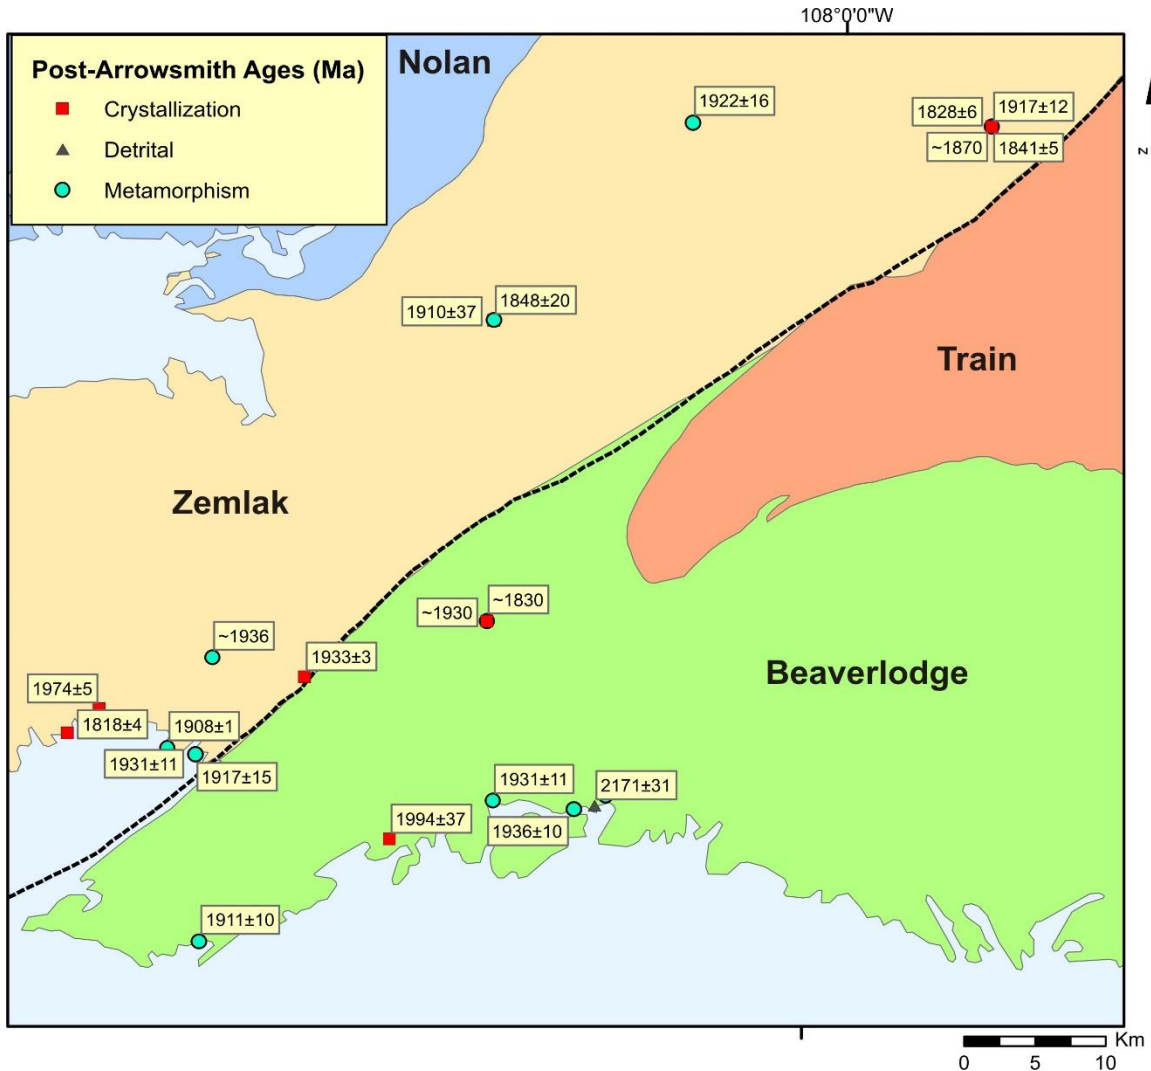 108°0'0"W
Post-Arrowsmith Ages (Ma)
Crystallization
Detrital
Metamorphism
Nolan
1922±16
1828±6
1917±12
~1870
1841±5
z
1910±37
1848±20
Train
Zemlak
~1930
~1830
~1936
1933±3
Beaverlodge
1974±5
1818±4
1908±1
1931±11
1917±15
1931±11
2171±31
1936±10
1994±37
1911±10
Km
0 5 10